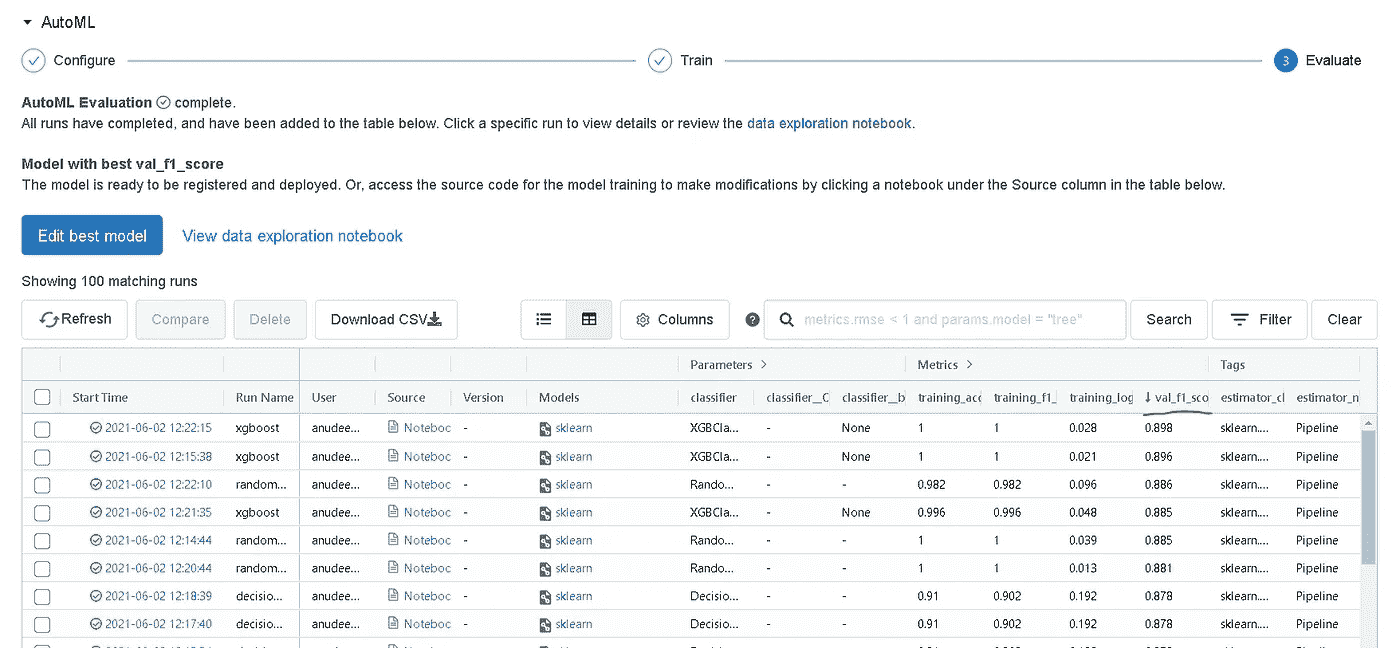 AutoML
Configure Train 3 Evaluate
AutoML Evaluation complete.
All runs have completed, and have been added to the table below. Click a specific run to view details or review the data exploration notebook.
Model with best val_f1_score
The model is ready to be registered and deployed. Or, access the source code for the model training to make modifications by clicking a notebook under the Source column in the table below.
Edit best model View data exploration notebook
Showing 100 matching runs
Refresh Compare Delete Download CSV Columns ? metrics.rmse < 1 and params.model = "tree" Search Filter Clear
Parameters > Metrics > Tags
Start Time Run Name User Source Version Models classifier classifier__C classifier__b training_acc training_f1_ training_log ↓ val_f1_sco estimator_cl estimator_n
2021-06-02 12:22:15 xgboost anudee... Noteboc - sklearn XGBCla... - None 1 1 0.028 0.898 sklearn.... Pipeline
2021-06-02 12:15:38 xgboost anudee... Noteboc - sklearn XGBCla... - None 1 1 0.021 0.896 sklearn.... Pipeline
2021-06-02 12:22:10 random... anudee... Noteboc - sklearn Rando... - - 0.982 0.982 0.096 0.886 sklearn.... Pipeline
2021-06-02 12:21:35 xgboost anudee... Noteboc - sklearn XGBCla... - None 0.996 0.996 0.048 0.885 sklearn.... Pipeline
2021-06-02 12:14:44 random... anudee... Noteboc - sklearn Rando... - - 1 1 0.039 0.885 sklearn.... Pipeline
2021-06-02 12:20:44 random... anudee... Noteboc - sklearn Rando... - - 1 1 0.013 0.881 sklearn.... Pipeline
2021-06-02 12:18:39 decisio... anudee... Noteboc - sklearn Decisio... - - 0.91 0.902 0.192 0.878 sklearn.... Pipeline
2021-06-02 12:17:40 decisio... anudee... Noteboc - sklearn Decisio... - - 0.91 0.902 0.192 0.878 sklearn.... Pipeline